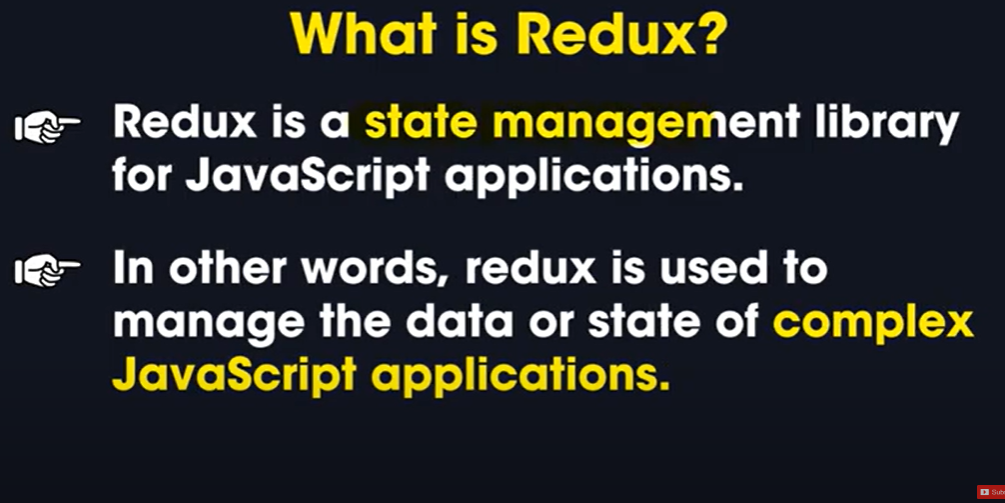 What is Redux?
Redux is a state management library
for JavaScript applications.
In other words, redux is used to
manage the data or state of complex
JavaScript applications.